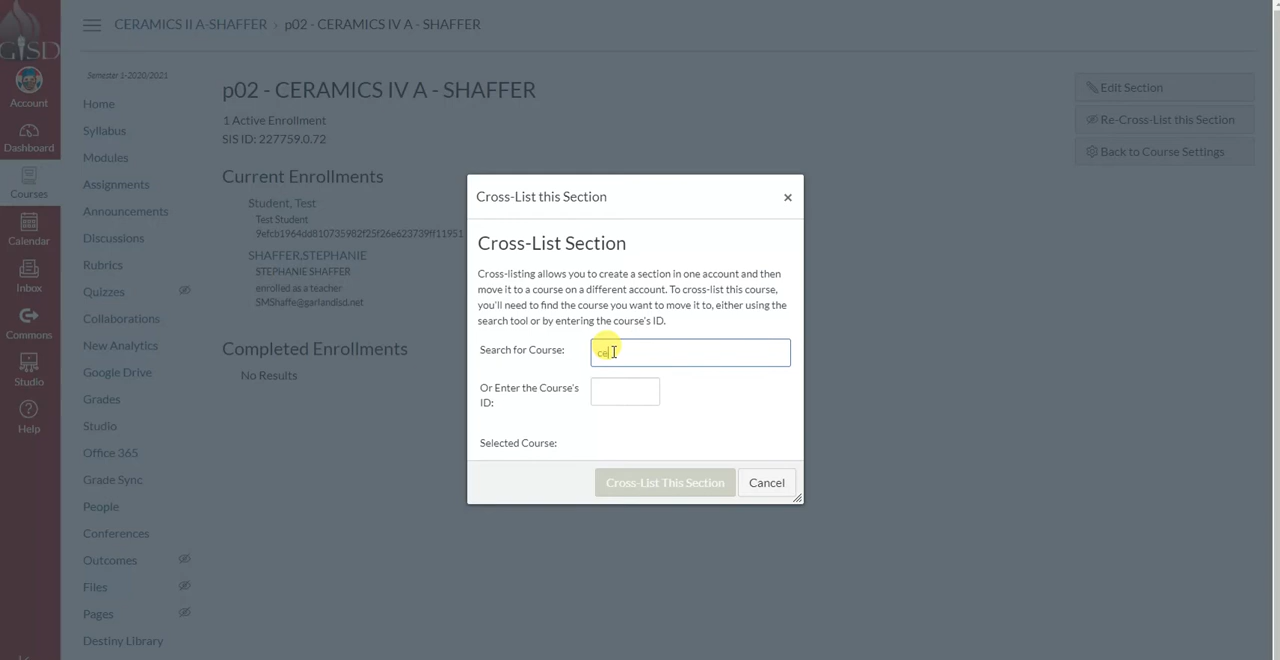 CERAMICS II A-SHAFFER › p02 - CERAMICS IV A - SHAFFER
GISD
Account
Dashboard
Courses
Calendar
Inbox
Commons
Studio
Help
Semester 1-2020/2021
Home
Syllabus
Modules
Assignments
Announcements
Discussions
Rubrics
Quizzes
Collaborations
New Analytics
Google Drive
Grades
Studio
Office 365
Grade Sync
People
Conferences
Outcomes
Files
Pages
Destiny Library
p02 - CERAMICS IV A - SHAFFER
1 Active Enrollment
SIS ID: 227759.0.72
Current Enrollments
Student, Test
Test Student
9efcb1964dd810735982f25f26e623739ff11951
SHAFFER,STEPHANIE
STEPHANIE SHAFFER
enrolled as a teacher
SMShaffe@garlandisd.net
Completed Enrollments
No Results
Edit Section
Re-Cross-List this Section
Back to Course Settings
Cross-List this Section ×
Cross-List Section
Cross-listing allows you to create a section in one account and then
move it to a course on a different account. To cross-list this course,
you'll need to find the course you want to move it to, either using the
search tool or by entering the course's ID.
Search for Course: ce
Or Enter the Course's
ID:
Selected Course:
Cross-List This Section Cancel